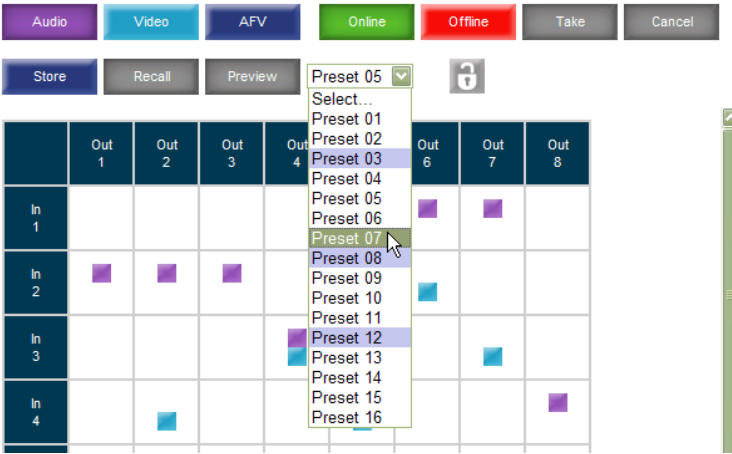 Audio Video AFV Online Offline Take Cancel
Store Recall Preview Preset 05
Select...
Preset 01
Preset 02
Preset 03
Preset 04
Preset 05
Preset 06
Preset 07
Preset 08
Preset 09
Preset 10
Preset 11
Preset 12
Preset 13
Preset 14
Preset 15
Preset 16
Out Out Out Out Out Out Out
1 2 3 4 6 7 8
In
1
In
2
In
3
In
4